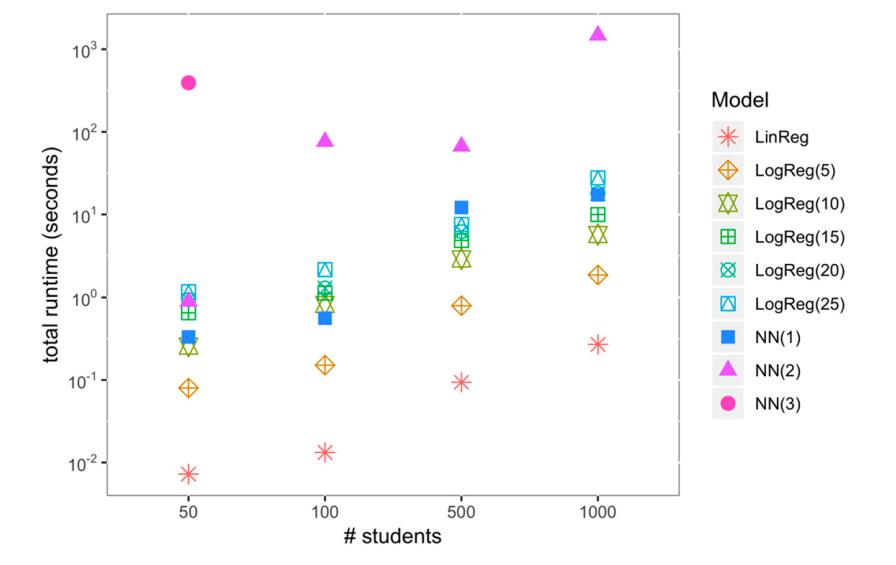 10³
10²
10¹
10⁰
10⁻¹
10⁻²
total runtime (seconds)
50 100 500 1000
# students
Model
LinReg
LogReg(5)
LogReg(10)
LogReg(15)
LogReg(20)
LogReg(25)
NN(1)
NN(2)
NN(3)